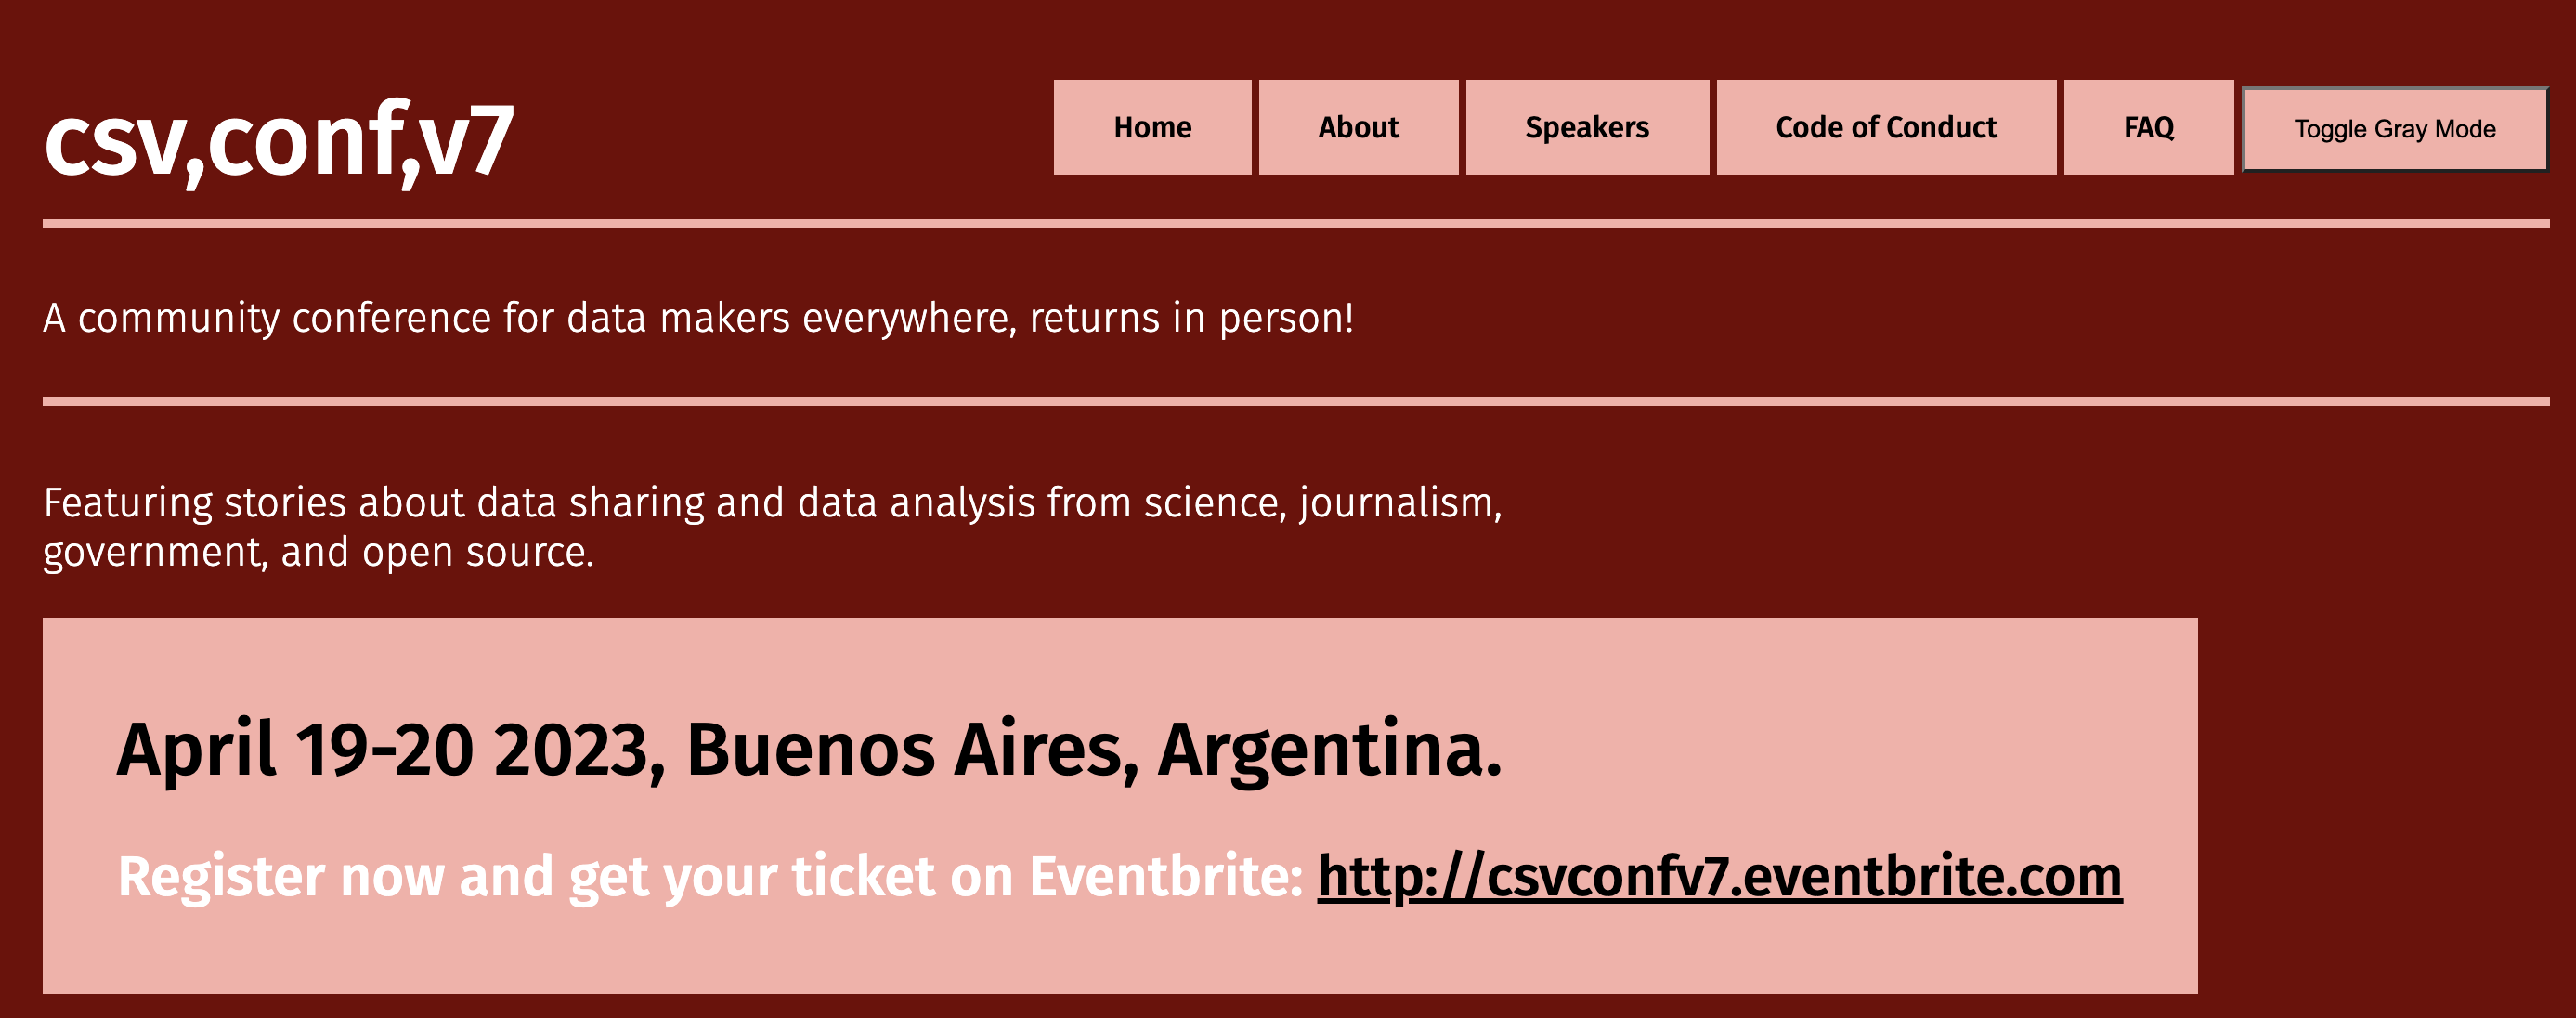 csv,conf,v7
Home
About
Speakers
Code of Conduct
FAQ
Toggle Gray Mode
A community conference for data makers everywhere, returns in person!
Featuring stories about data sharing and data analysis from science, journalism,
government, and open source.
April 19-20 2023, Buenos Aires, Argentina.
Register now and get your ticket on Eventbrite: http://csvconfv7.eventbrite.com